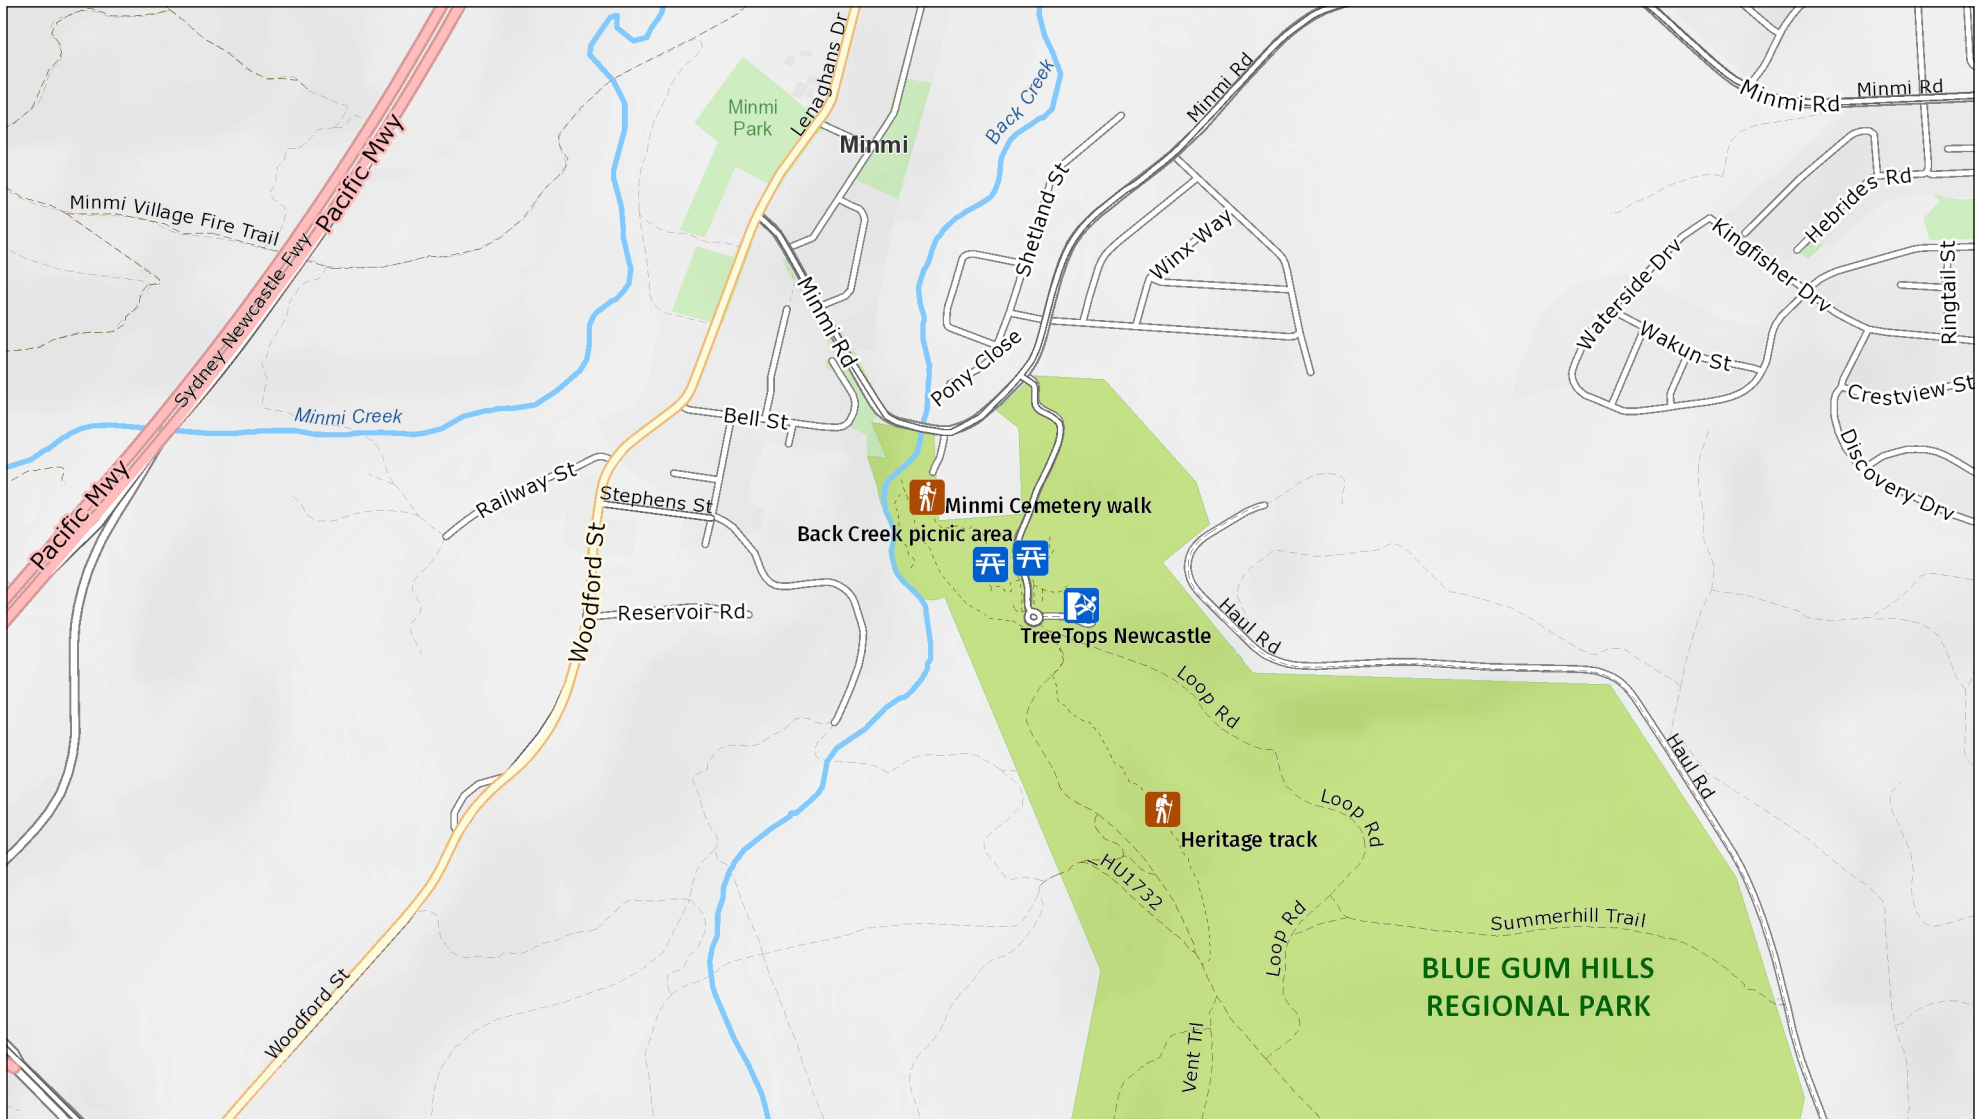 Lenaghans Dr
Minmi Rd
Minmi Rd
Minmi Rd
Pacific Mwy
Minmi
Park
Minmi
Back Creek
Shetland St
Hebrides Rd
Minmi Village Fire Trail
Winx Way
Kingfisher Drv
Waterside Drv
Ringtail St
Sydney Newcastle Fwy
Minmi Rd
Wakun St
Pony Close
Crestview St
Minmi Creek
Bell St
Discovery Drv
Railway St
Pacific Mwy
Stephens St
Minmi Cemetery walk
Back Creek picnic area
Woodford St
Reservoir Rd
Haul Rd
TreeTops Newcastle
Loop Rd
Haul Rd
Loop Rd
Heritage track
HU1732
Loop Rd
Summerhill Trail
BLUE GUM HILLS
REGIONAL PARK
Woodford St
Vent Trl